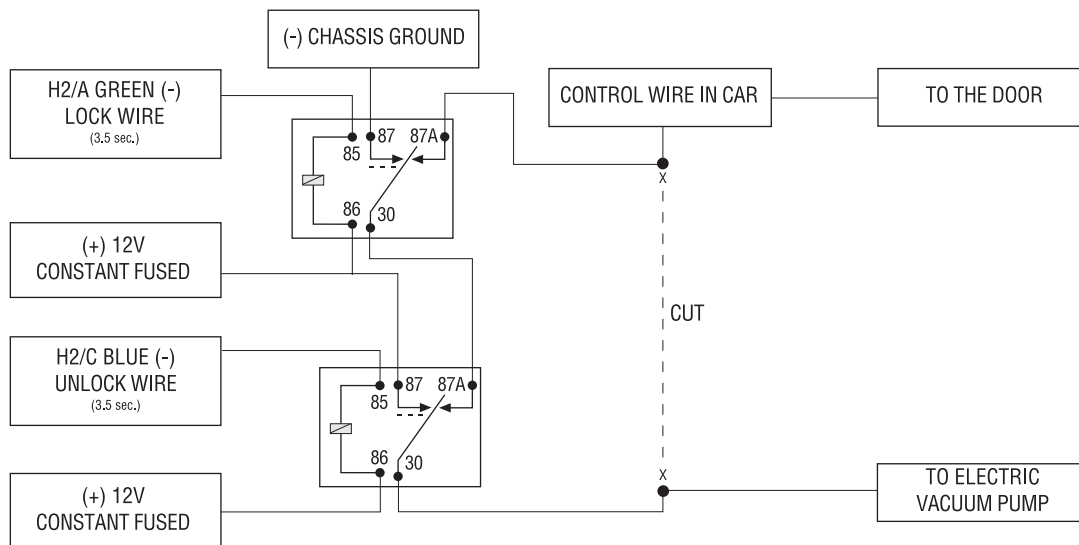 (-) CHASSIS GROUND
H2/A GREEN (-)
LOCK WIRE
(3.5 sec.)
CONTROL WIRE IN CAR
TO THE DOOR
87
87A
85
86
30
X
(+) 12V
CONSTANT FUSED
CUT
H2/C BLUE (-)
UNLOCK WIRE
(3.5 sec.)
87
87A
85
86
30
X
TO ELECTRIC
VACUUM PUMP
(+) 12V
CONSTANT FUSED